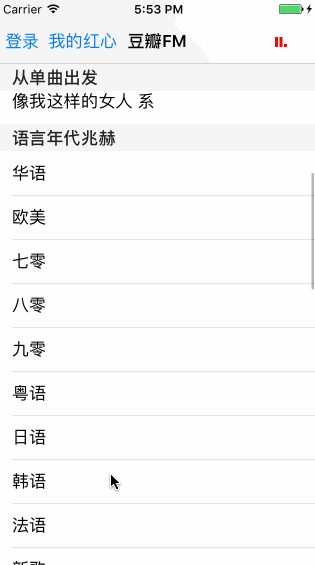 Carrier 5:53 PM
登录 我的红心 豆瓣FM
从单曲出发
像我这样的女人 系
语言年代兆赫
华语
欧美
七零
八零
九零
粤语
日语
韩语
法语
新歌